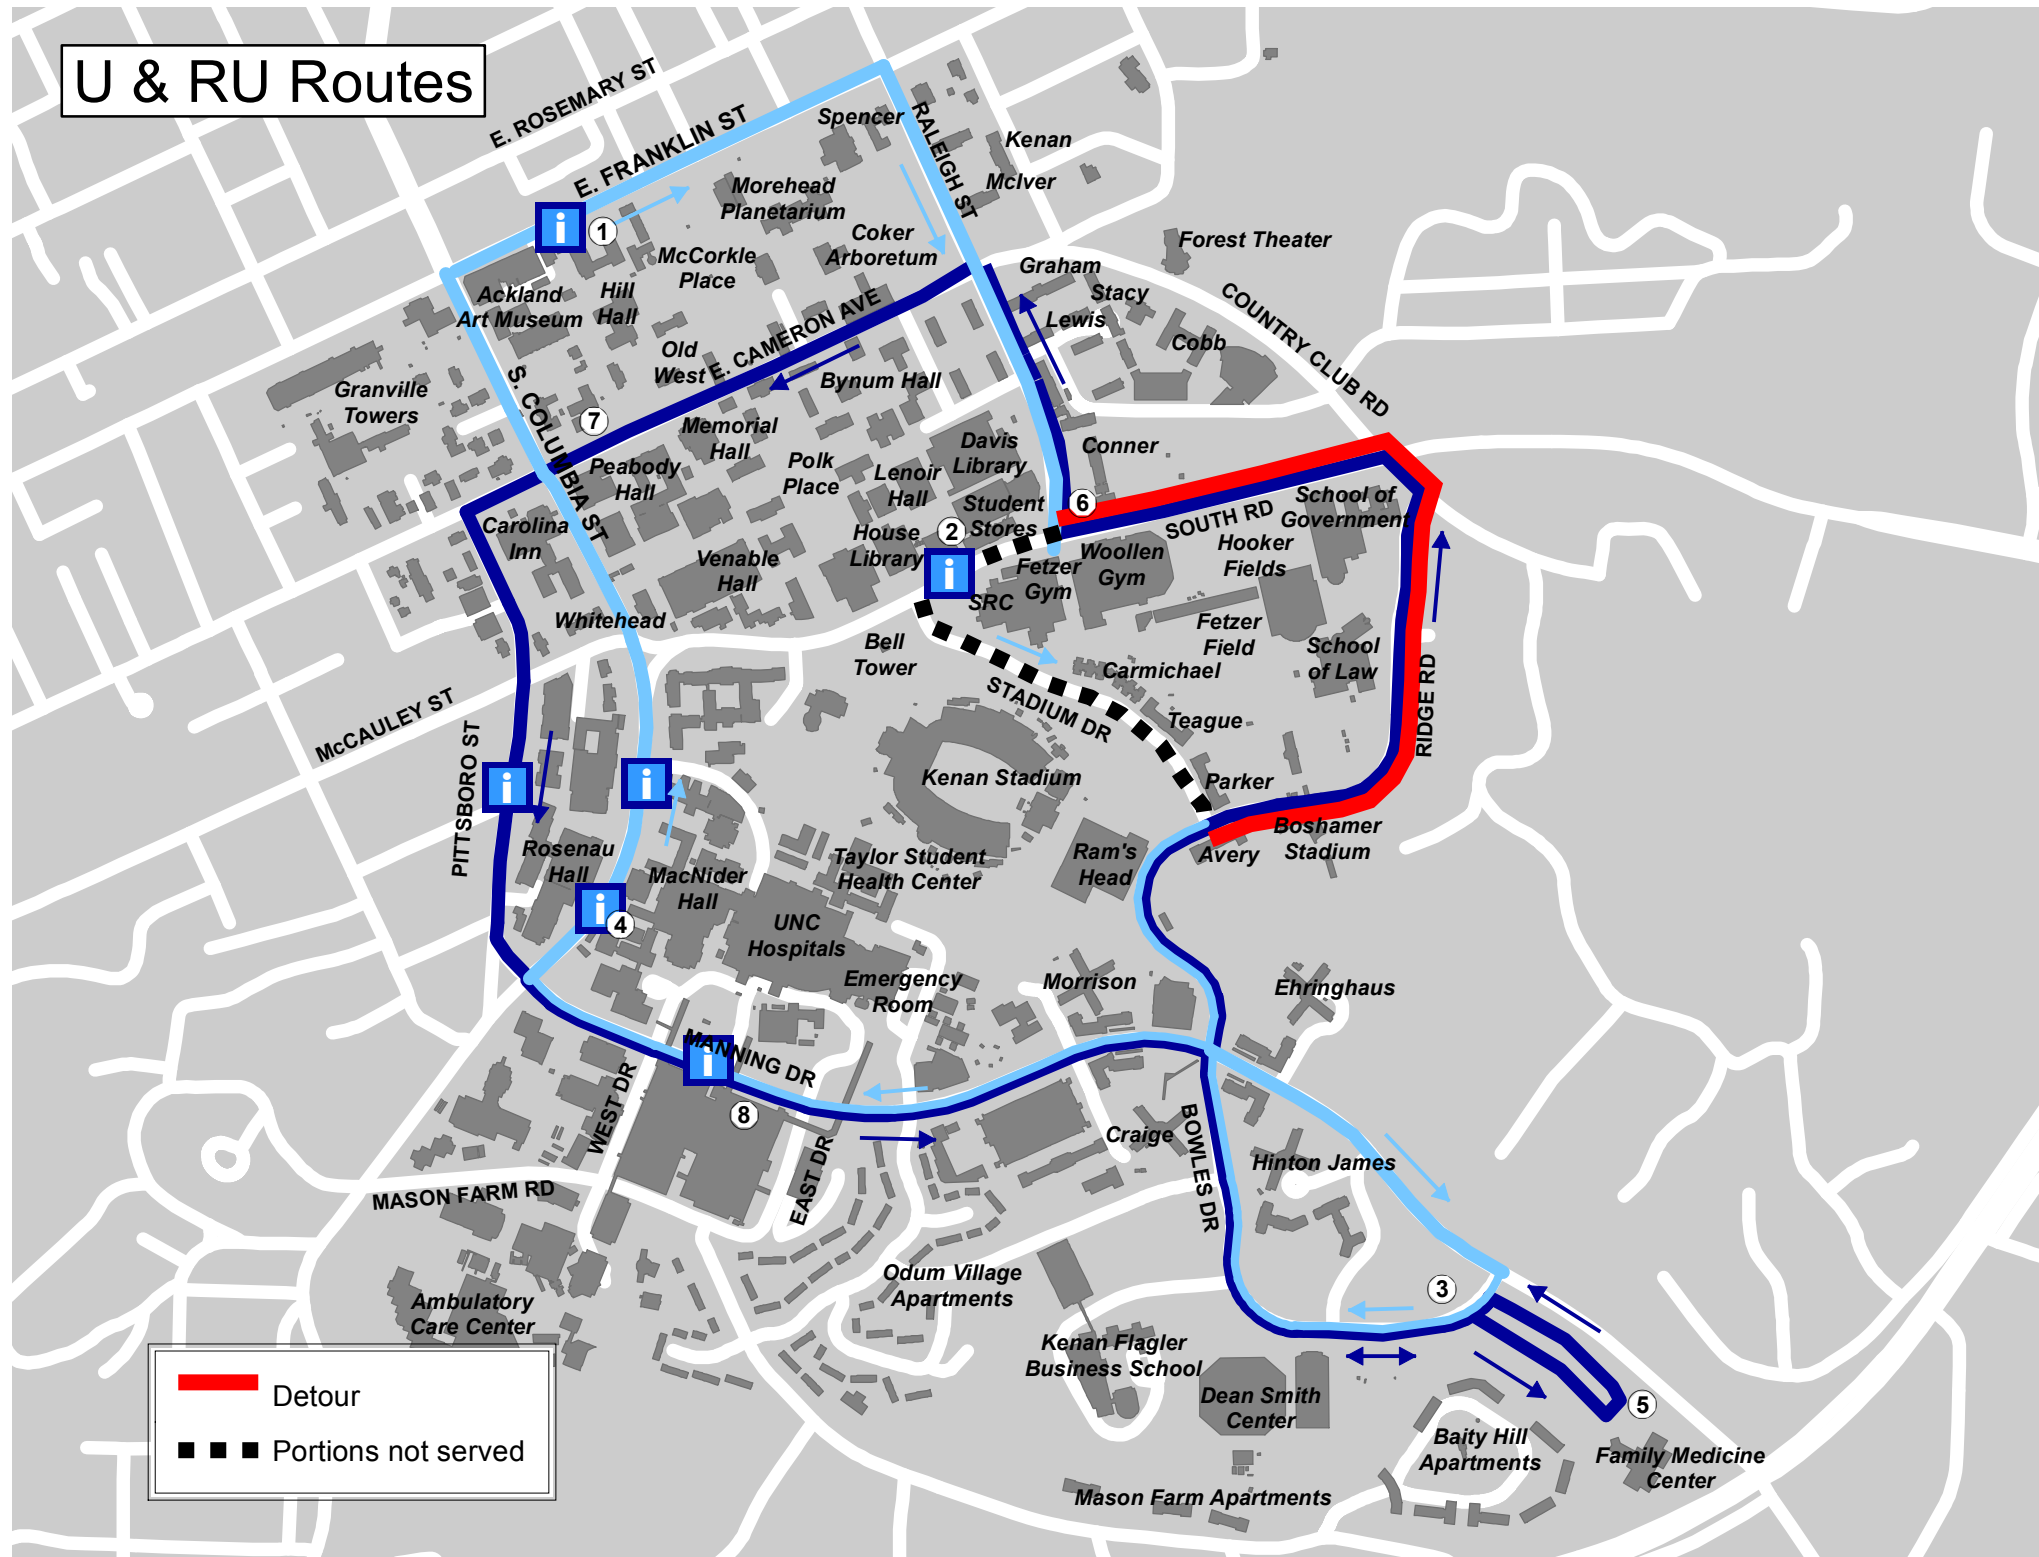 U & RU Routes
E. ROSEMARY ST
E. FRANKLIN ST
Spencer
RALEIGH ST
Kenan
McIver
Morehead
Planetarium
i
1
Coker
Arboretum
McCorkle
Place
Forest Theater
Graham
Stacy
Lewis
Cobb
COUNTRY CLUB RD
Ackland
Art Museum
Hill
Hall
Old
West
E. CAMERON AVE
Bynum Hall
Granville
Towers
S. COLUMBIA ST
7
Memorial
Hall
Peabody
Hall
Polk
Place
Lenoir
Hall
Davis
Library
Conner
Student
Stores
6
SOUTH RD
School of
Government
Carolina
Inn
Venable
Hall
House
Library
2
i
Fetzer
Gym
Woollen
Gym
Hooker
Fields
SRC
Whitehead
Bell
Tower
Fetzer
Field
School
of Law
Carmichael
STADIUM DR
Teague
RIDGE RD
McCAULEY ST
PITTSBORO ST
i
i
Kenan Stadium
Parker
Boshamer
Stadium
Avery
Rosenau
Hall
MacNider
Hall
Taylor Student
Health Center
Ram's
Head
i
4
UNC
Hospitals
Emergency
Room
Morrison
Ehringhaus
i
MANNING DR
8
WEST DR
EAST DR
Craige
BOWLES DR
Hinton James
MASON FARM RD
Odum Village
Apartments
3
Ambulatory
Care Center
Kenan Flagler
Business School
Dean Smith
Center
5
Baity Hill
Apartments
Family Medicine
Center
Mason Farm Apartments
Detour
Portions not served